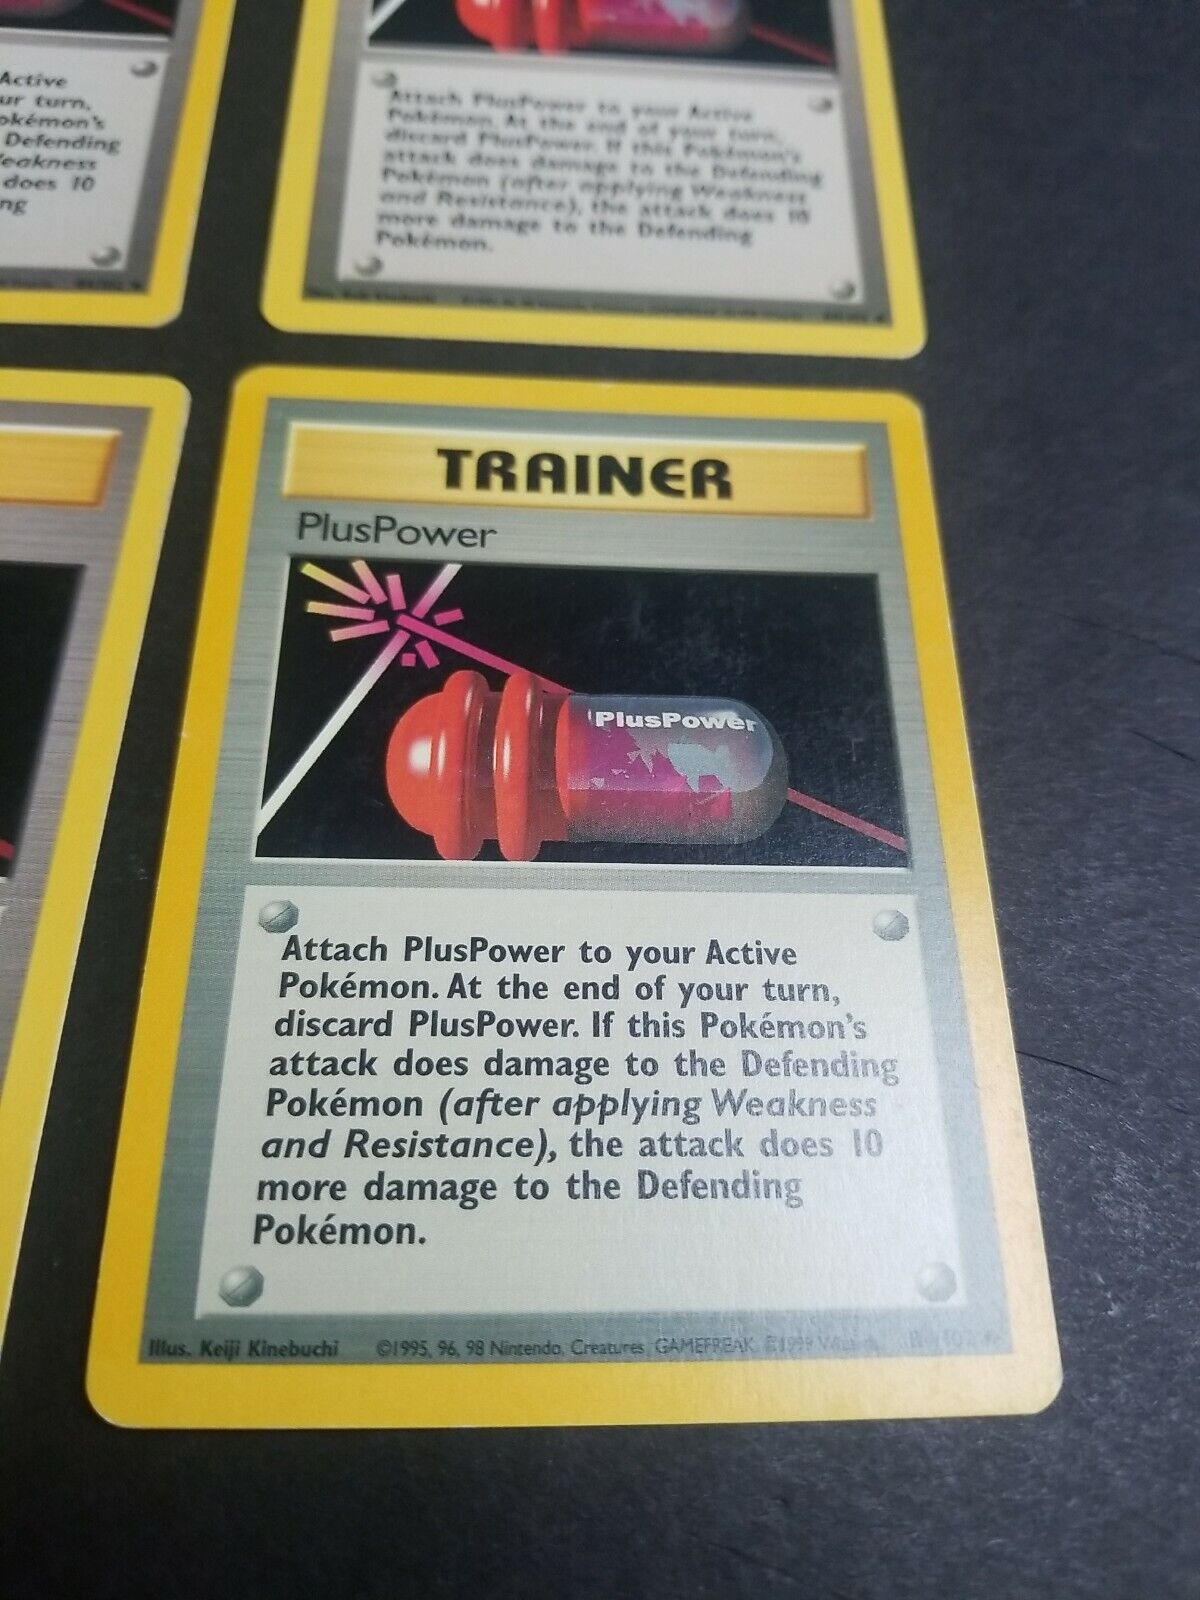 Active
ur turn,
okémon's
Defending
eakness
does 10
ng
Attach PlusPower to your Active
Pokémon. At the end of your turn,
discard PlusPower. If this Pokémon's
attack does damage to the Defending
Pokémon (after applying Weakness
and Resistance), the attack does 10
more damage to the Defending
Pokémon.
TRAINER
PlusPower
PlusPower
Attach PlusPower to your Active
Pokémon. At the end of your turn,
discard PlusPower. If this Pokémon's
attack does damage to the Defending
Pokémon (after applying Weakness
and Resistance), the attack does 10
more damage to the Defending
Pokémon.
Illus. Keiji Kinebuchi ©1995, 96, 98 Nintendo, Creatures, GAMEFREAK. ©1999